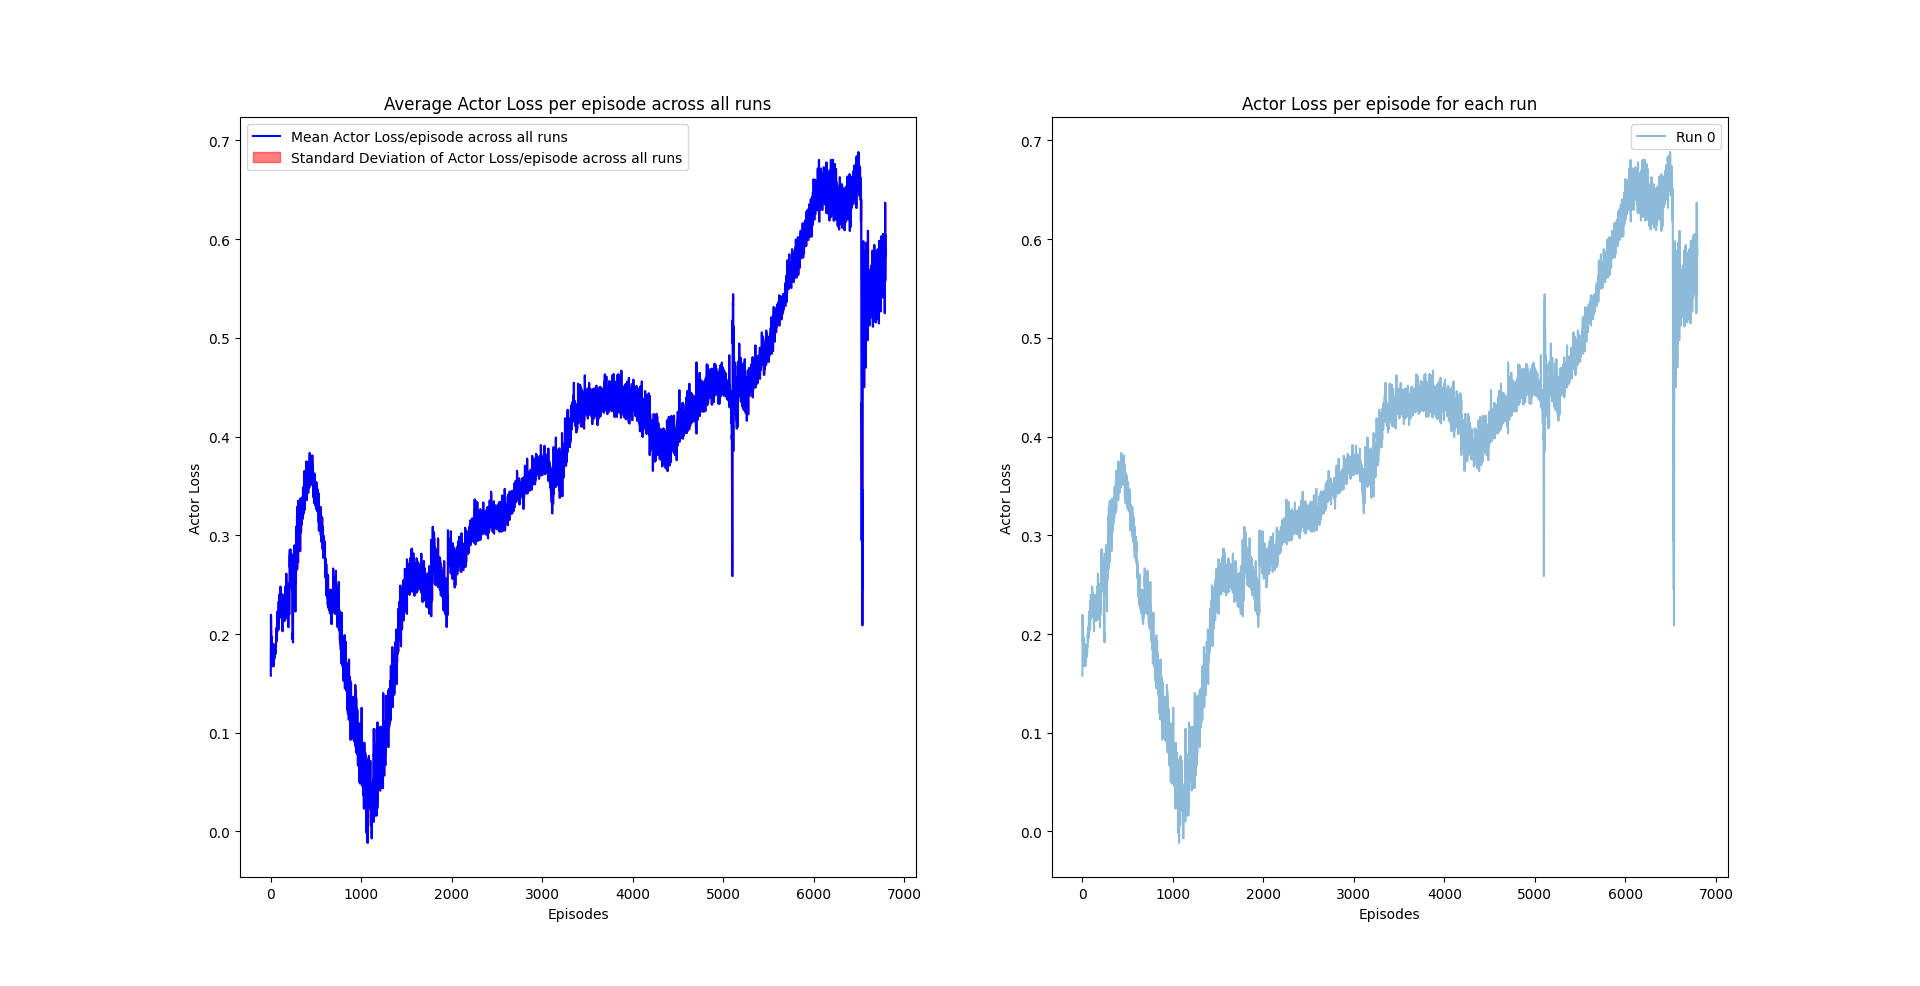 Average Actor Loss per episode across all runs
Mean Actor Loss/episode across all runs
Standard Deviation of Actor Loss/episode across all runs
0.7
0.6
0.5
0.4
0.3
0.2
0.1
0.0
Actor Loss
0 1000 2000 3000 4000 5000 6000 7000
Episodes
Actor Loss per episode for each run
Run 0
0.7
0.6
0.5
0.4
0.3
0.2
0.1
0.0
Actor Loss
0 1000 2000 3000 4000 5000 6000 7000
Episodes